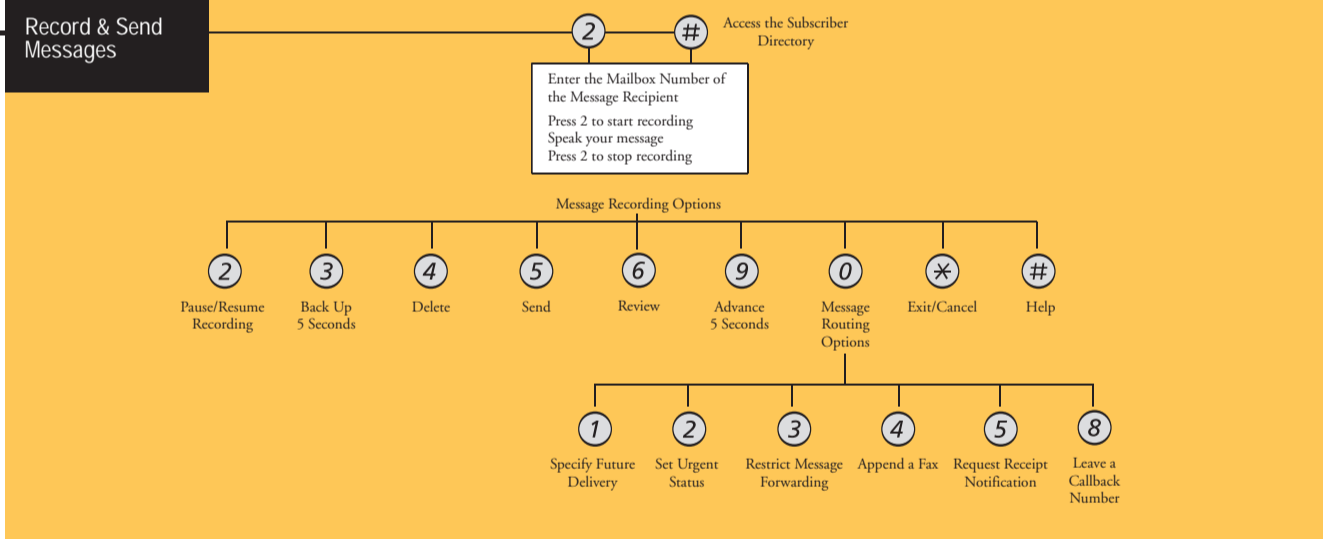 Record & Send
Messages
2
#
Access the Subscriber
Directory
Enter the Mailbox Number of
the Message Recipient
Press 2 to start recording
Speak your message
Press 2 to stop recording
Message Recording Options
2
3
4
5
6
9
0
*
#
Pause/Resume
Recording
Back Up
5 Seconds
Delete
Send
Review
Advance
5 Seconds
Message
Routing
Options
Exit/Cancel
Help
1
2
3
4
5
8
Specify Future
Delivery
Set Urgent
Status
Restrict Message
Forwarding
Append a Fax
Request Receipt
Notification
Leave a
Callback
Number